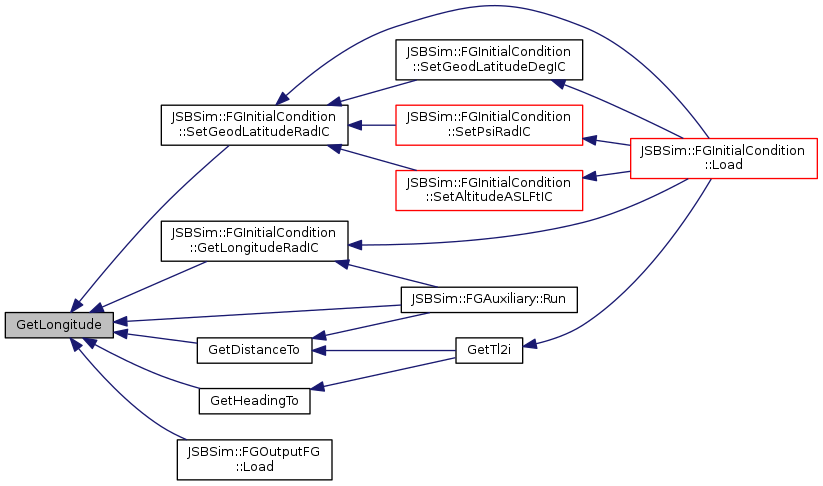 JSBSim::FGInitialCondition
::SetGeodLatitudeDegIC
JSBSim::FGInitialCondition
::SetGeodLatitudeRadIC
JSBSim::FGInitialCondition
::SetPsiRadIC
JSBSim::FGInitialCondition
::Load
JSBSim::FGInitialCondition
::SetAltitudeASLFtIC
JSBSim::FGInitialCondition
::GetLongitudeRadIC
JSBSim::FGAuxiliary::Run
GetLongitude
GetDistanceTo
GetTl2i
GetHeadingTo
JSBSim::FGOutputFG
::Load